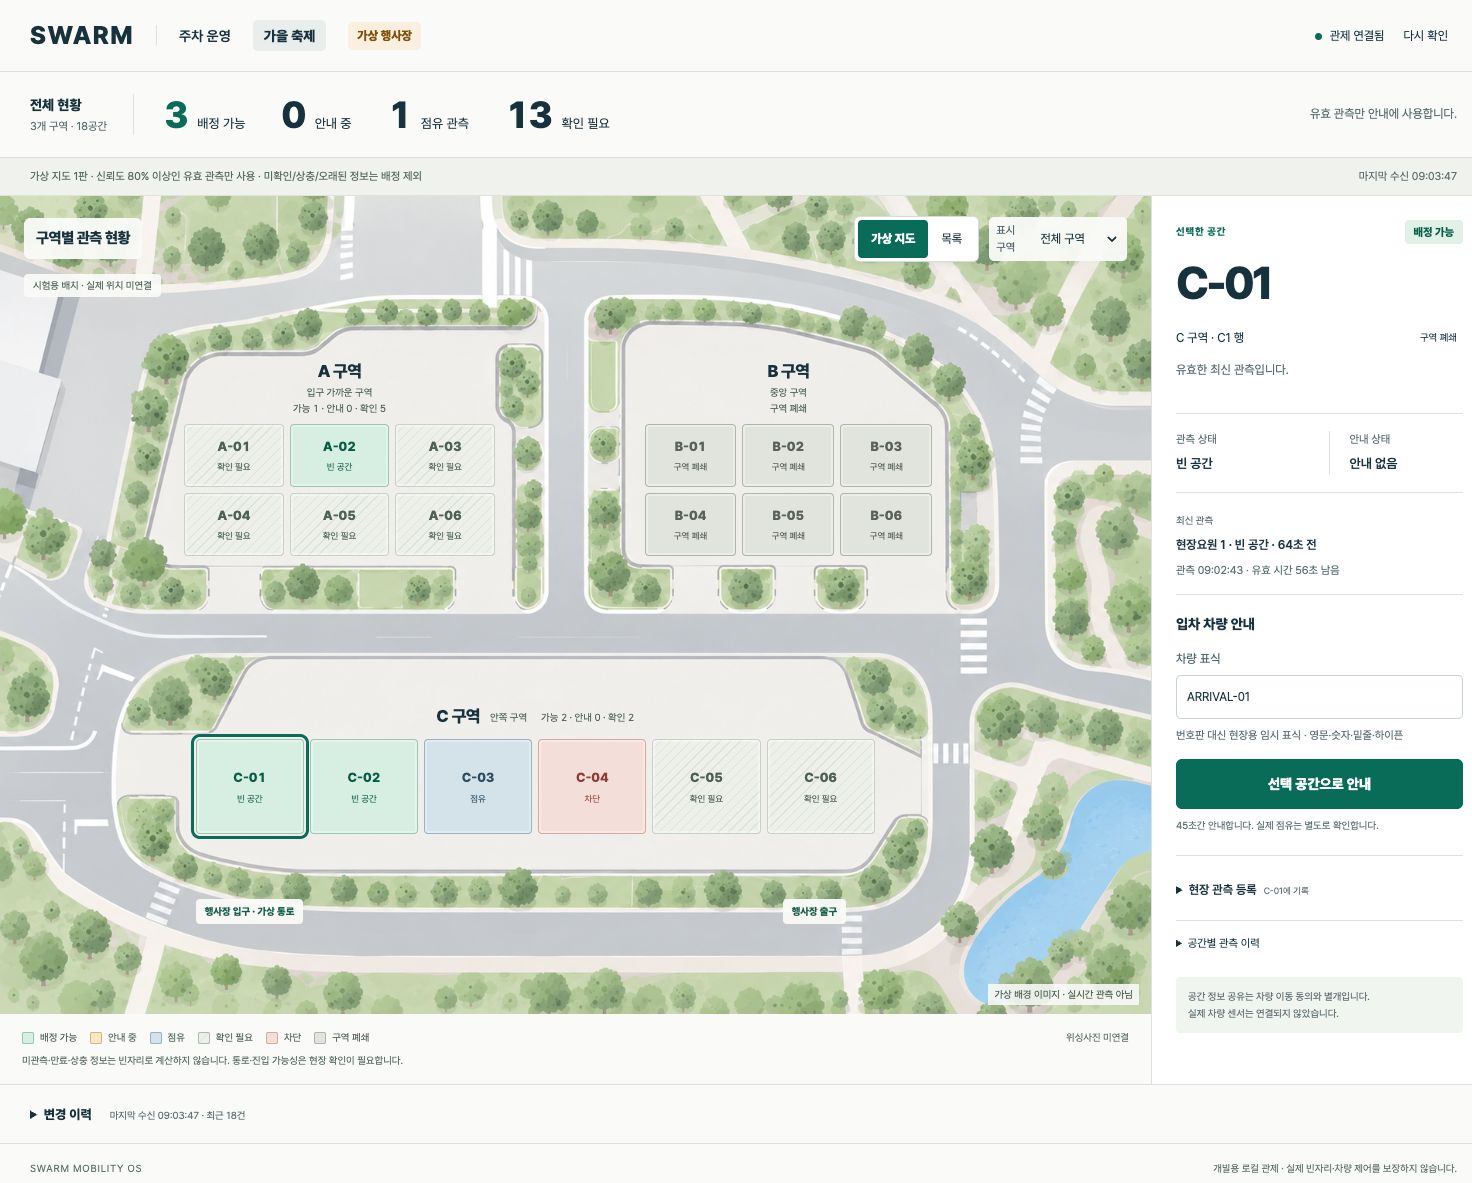 SWARM
주차 운영
가을 축제
가상 행사장
관제 연결됨
다시 확인
전체 현황
3개 구역 · 18공간
3 배정 가능
0 안내 중
1 점유 관측
13 확인 필요
유효 관측만 안내에 사용합니다.
가상 지도 1판 · 신뢰도 80% 이상인 유효 관측만 사용 · 미확인/상충/오래된 정보는 배정 제외
마지막 수신 09:03:47
구역별 관측 현황
시험용 배치 · 실제 위치 미연결
가상 지도
목록
표시
구역
전체 구역
A 구역
입구 가까운 구역
가능 1 · 안내 0 · 확인 5
A-01
확인 필요
A-02
빈 공간
A-03
확인 필요
A-04
확인 필요
A-05
확인 필요
A-06
확인 필요
B 구역
중앙 구역
구역 폐쇄
B-01
구역 폐쇄
B-02
구역 폐쇄
B-03
구역 폐쇄
B-04
구역 폐쇄
B-05
구역 폐쇄
B-06
구역 폐쇄
C 구역 안쪽 구역 가능 2 · 안내 0 · 확인 2
C-01
빈 공간
C-02
빈 공간
C-03
점유
C-04
차단
C-05
확인 필요
C-06
확인 필요
행사장 입구 · 가상 통로
행사장 출구
가상 배경 이미지 · 실시간 관측 아님
배정 가능
안내 중
점유
확인 필요
차단
구역 폐쇄
위성사진 미연결
미관측·만료·상충 정보는 빈자리로 계산하지 않습니다. 통로·진입 가능성은 현장 확인이 필요합니다.
선택한 공간
배정 가능
C-01
C 구역 · C1 행
구역 폐쇄
유효한 최신 관측입니다.
관측 상태
빈 공간
안내 상태
안내 없음
최신 관측
현장요원 1 · 빈 공간 · 64초 전
관측 09:02:43 · 유효 시간 56초 남음
입차 차량 안내
차량 표식
ARRIVAL-01
번호판 대신 현장용 임시 표식 · 영문·숫자·밑줄·하이픈
선택 공간으로 안내
45초간 안내합니다. 실제 점유는 별도로 확인합니다.
현장 관측 등록 C-01에 기록
공간별 관측 이력
공간 정보 공유는 차량 이동 동의와 별개입니다.
실제 차량 센서는 연결되지 않았습니다.
변경 이력
마지막 수신 09:03:47 · 최근 18건
SWARM MOBILITY OS
개발용 로컬 관제 · 실제 빈자리·차량 제어를 보장하지 않습니다.